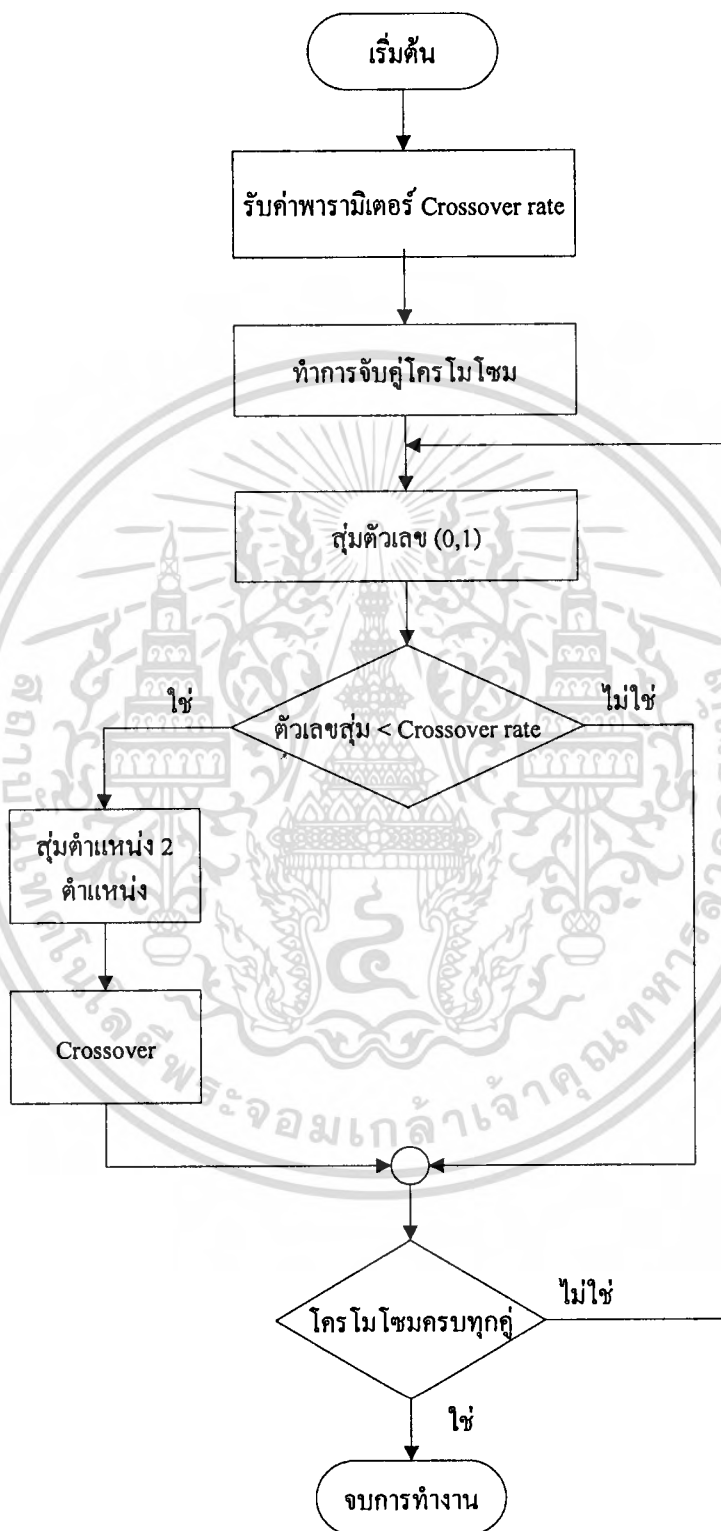 เริ่มต้น
รับค่าพารามิเตอร์ Crossover rate
ทำการจับคู่โครโมโซม
สุ่มตัวเลข (0,1)
ใช่
ตัวเลขสุ่ม < Crossover rate
ไม่ใช่
สุ่มตำแหน่ง 2
ตำแหน่ง
Crossover
โครโมโซมครบทุกคู่
ไม่ใช่
ใช่
จบการทำงาน